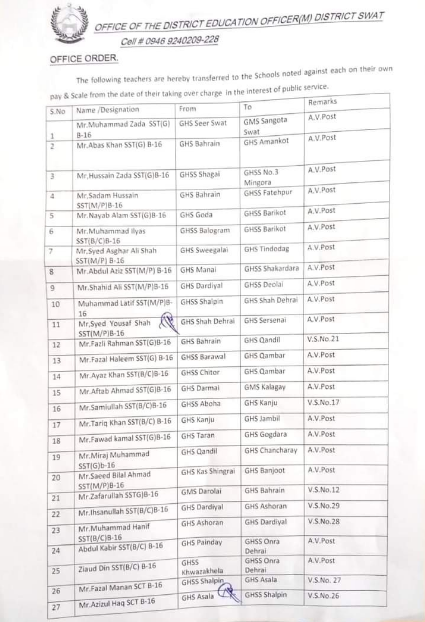 OFFICE OF THE DISTRICT EDUCATION OFFICER(M) DISTRICT SWAT
Cell # 0946 9240209-228
OFFICE ORDER.
The following teachers are hereby transferred to the Schools noted against each on their own
pay & Scale from the date of their taking over charge in the interest of public service.
S.No Name /Designation From To Remarks
1 Mr.Muhammad Zada SST(G) B-16 GHS Seer Swat GMS Sangota Swat A.V.Post
2 Mr.Abas Khan SST(G) B-16 GHS Bahrain GHS Amankot A.V.Post
3 Mr.Hussain Zada SST(G)B-16 GHSS Shagai GHSS No.3 Mingora A.V.Post
4 Mr.Sadam Hussain SST(M/P)B-16 GHS Bahrain GHSS Fatehpur A.V.Post
5 Mr.Nayab Alam SST(G)B-16 GHS Goda GHSS Barikot A.V.Post
6 Mr.Muhammad Ilyas SST(B/C)B-16 GHSS Balogram GHSS Barikot A.V.Post
7 Mr.Syed Asghar Ali Shah SST(M/P) B-16 GHS Sweegalai GHS Tindodag A.V.Post
8 Mr.Abdul Aziz SST(M/P) B-16 GHS Manai GHSS Shakardara A.V.Post
9 Mr.Shahid Ali SST(M/P)B-16 GHS Dardiyal GHSS Deolai A.V.Post
10 Muhammad Latif SST(M/P)B-16 GHSS Shalpin GHS Shah Dehrai A.V.Post
11 Mr.Syed Yousaf Shah SST(M/P)B-16 GHS Shah Dehrai GHS Sersenai A.V.Post
12 Mr.Fazli Rahman SST(G)B-16 GHS Bahrain GHS Qandil V.S.No.21
13 Mr.Fazal Haleem SST(G) B-16 GHSS Barawal GHS Qambar A.V.Post
14 Mr.Ayaz Khan SST(B/C)B-16 GHSS Chitor GHS Qambar A.V.Post
15 Mr.Aftab Ahmad SST(G)B-16 GHS Darmai GMS Kalagay A.V.Post
16 Mr.Samiullah SST(B/C)B-16 GHSS Aboha GHS Kanju V.S.No.17
17 Mr.Tariq Khan SST(B/C) B-16 GHS Kanju GHS Jambil A.V.Post
18 Mr.Fawad kamal SST(G)B-16 GHS Taran GHS Gogdara A.V.Post
19 Mr.Miraj Muhammad SST(G)b-16 GHS Qandil GHS Chancharay A.V.Post
20 Mr.Saeed Bilal Ahmad SST(M/P)B-16 GHS Kas Shingrai GHS Banjoot A.V.Post
21 Mr.Zafarullah SSTG)B-16 GMS Darolai GHS Bahrain V.S.No.12
22 Mr.Ihsanullah SST(B/C)B-16 GHS Dardiyal GHS Ashoran V.S.No.29
23 Mr.Muhammad Hanif SST(B/C)B-16 GHS Ashoran GHS Dardiyal V.S.No.28
24 Abdul Kabir SST(B/C) B-16 GHS Painday GHSS Onra Dehrai A.V.Post
25 Ziaud Din SST(B/C) B-16 GHSS Khwazakhela GHSS Onra Dehrai A.V.Post
26 Mr.Fazal Manan SCT B-16 GHSS Shalpin GHS Asala V.S.No. 27
27 Mr.Azizul Haq SCT B-16 GHS Asala GHSS Shalpin V.S.No.26